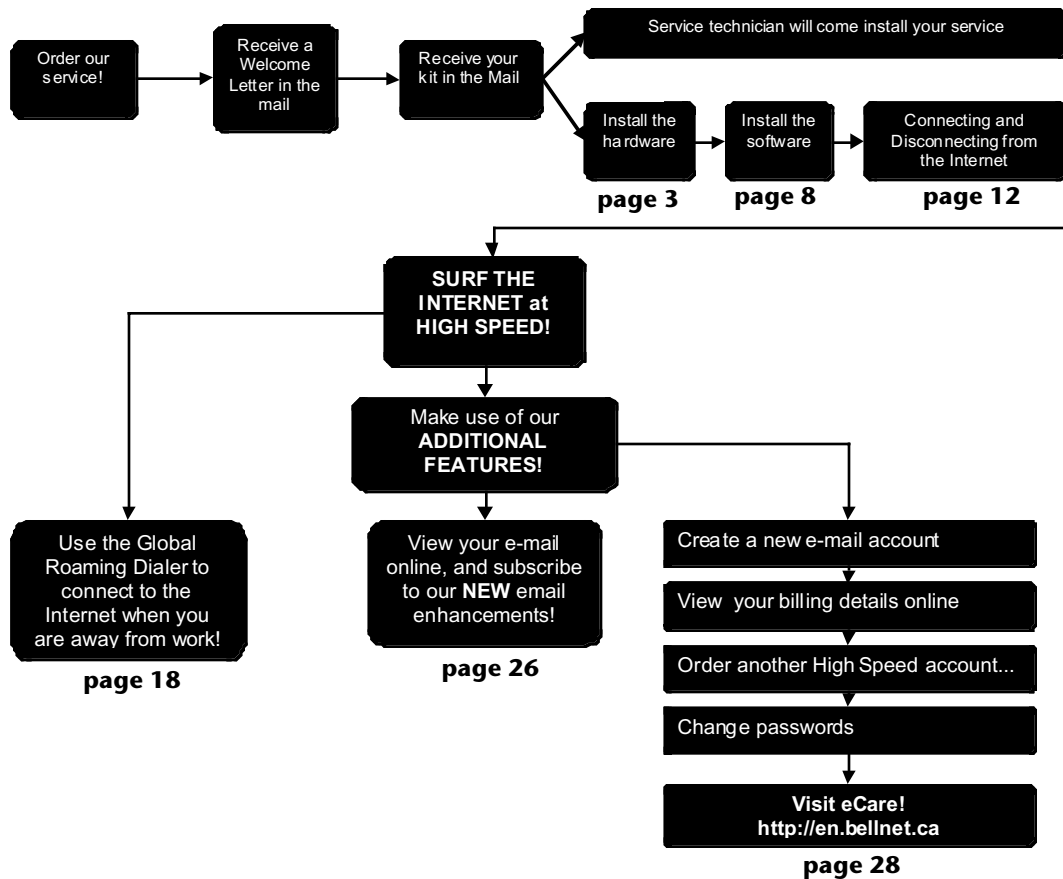 Order our
service!
Receive a
Welcome
Letter in the
mail
Receive your
kit in the Mail
Service technician will come install your service
Install the
hardware
page 3
Install the
software
page 8
Connecting and
Disconnecting from
the Internet
page 12
SURF THE
INTERNET at
HIGH SPEED!
Make use of our
ADDITIONAL
FEATURES!
Use the Global
Roaming Dialer to
connect to the
Internet when you
are away from work!
page 18
View your e-mail
online, and subscribe
to our NEW email
enhancements!
page 26
Create a new e-mail account
View your billing details online
Order another High Speed account...
Change passwords
Visit eCare!
http://en.bellnet.ca
page 28